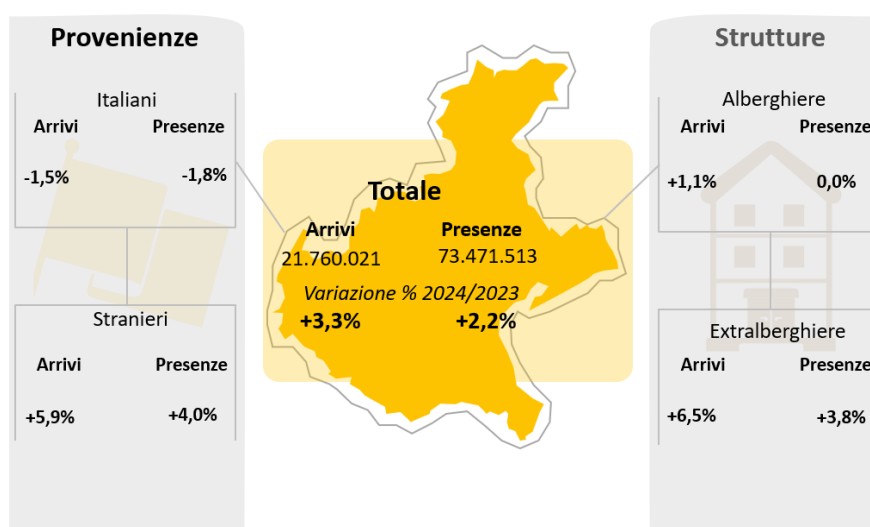 Provenienze
Italiani
Arrivi Presenze
-1,5% -1,8%
Stranieri
Arrivi Presenze
+5,9% +4,0%
Totale
Arrivi Presenze
21.760.021 73.471.513
Variazione % 2024/2023
+3,3% +2,2%
Strutture
Alberghiere
Arrivi Presenze
+1,1% 0,0%
Extralberghiere
Arrivi Presenze
+6,5% +3,8%